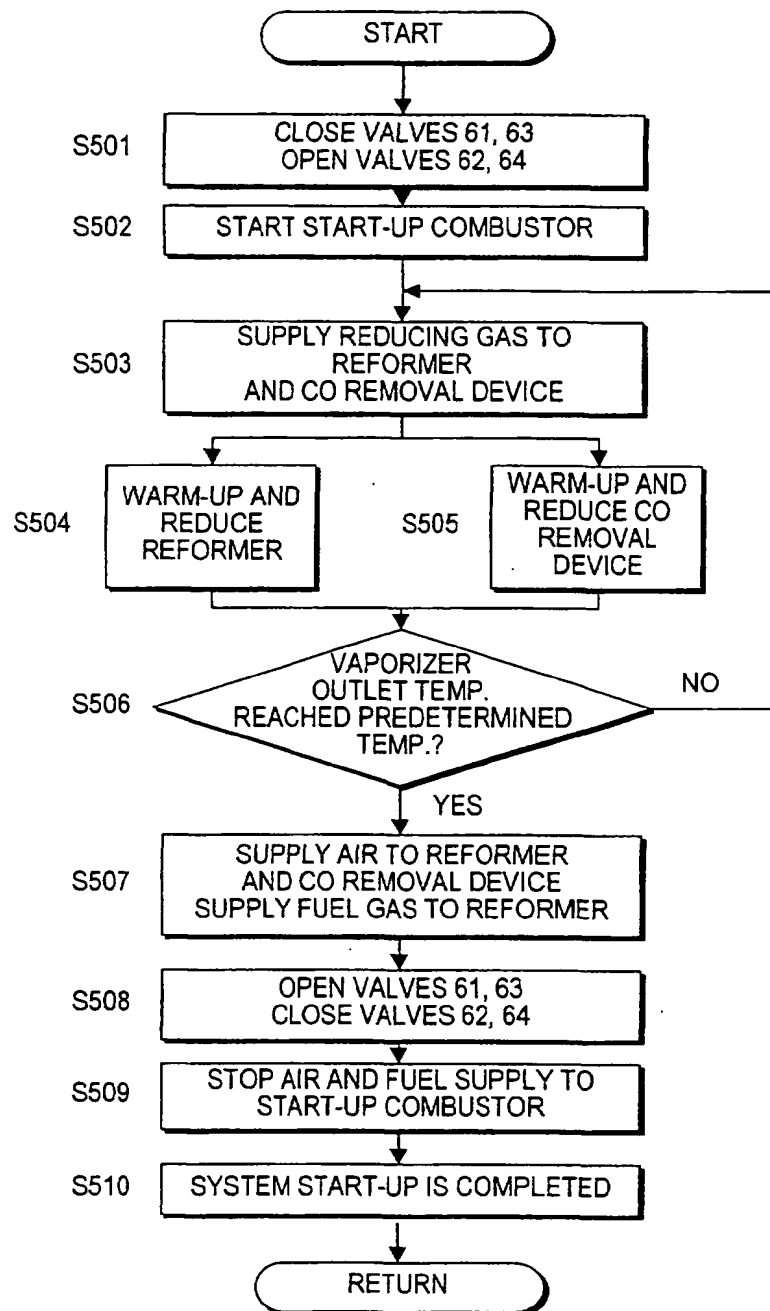 START
S501
CLOSE VALVES 61, 63
OPEN VALVES 62, 64
S502
START START-UP COMBUSTOR
S503
SUPPLY REDUCING GAS TO
REFORMER
AND CO REMOVAL DEVICE
S504
WARM-UP AND
REDUCE
REFORMER
S505
WARM-UP AND
REDUCE CO
REMOVAL
DEVICE
S506
VAPORIZER
OUTLET TEMP.
REACHED PREDETERMINED
TEMP.?
NO
YES
S507
SUPPLY AIR TO REFORMER
AND CO REMOVAL DEVICE
SUPPLY FUEL GAS TO REFORMER
S508
OPEN VALVES 61, 63
CLOSE VALVES 62, 64
S509
STOP AIR AND FUEL SUPPLY TO
START-UP COMBUSTOR
S510
SYSTEM START-UP IS COMPLETED
RETURN